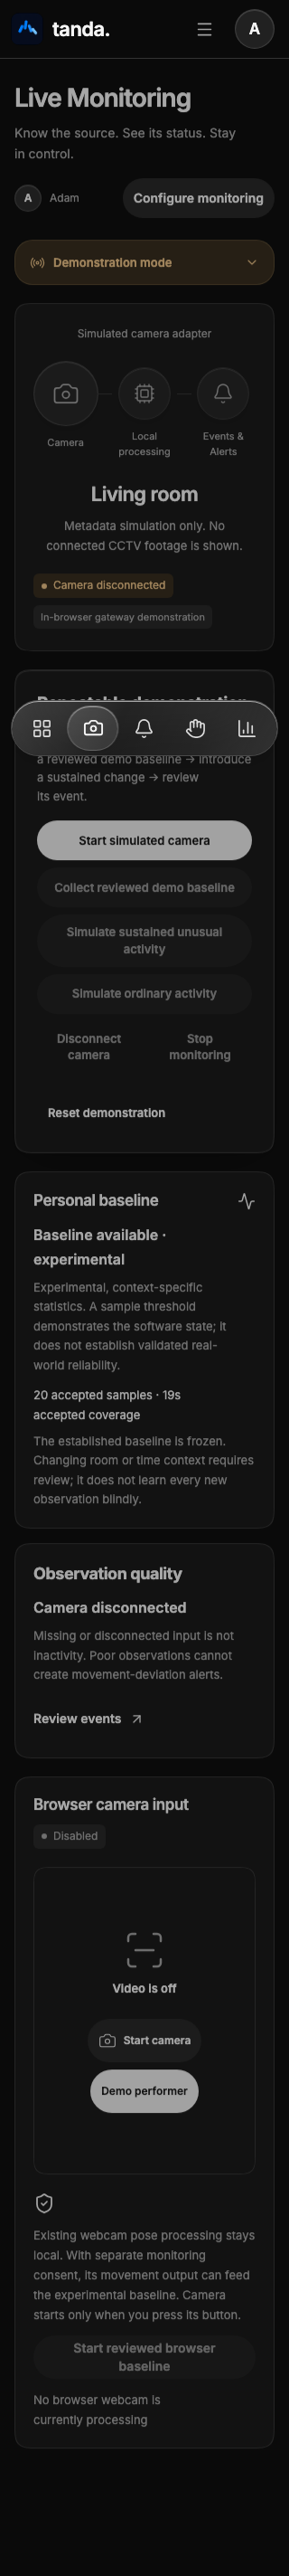 tanda.
A
Live Monitoring
Know the source. See its status. Stay
in control.
A
Adam
Configure monitoring
Demonstration mode
Simulated camera adapter
Camera
Local
processing
Events &
Alerts
Living room
Metadata simulation only. No
connected CCTV footage is shown.
Camera disconnected
In-browser gateway demonstration
a reviewed demo baseline → introduce
a sustained change → review
its event.
Start simulated camera
Collect reviewed demo baseline
Simulate sustained unusual
activity
Simulate ordinary activity
Disconnect
camera
Stop
monitoring
Reset demonstration
Personal baseline
Baseline available ·
experimental
Experimental, context-specific
statistics. A sample threshold
demonstrates the software state; it
does not establish validated real-
world reliability.
20 accepted samples · 19s
accepted coverage
The established baseline is frozen.
Changing room or time context requires
review; it does not learn every new
observation blindly.
Observation quality
Camera disconnected
Missing or disconnected input is not
inactivity. Poor observations cannot
create movement-deviation alerts.
Review events
Browser camera input
Disabled
Video is off
Start camera
Demo performer
Existing webcam pose processing stays
local. With separate monitoring
consent, its movement output can feed
the experimental baseline. Camera
starts only when you press its button.
Start reviewed browser
baseline
No browser webcam is
currently processing